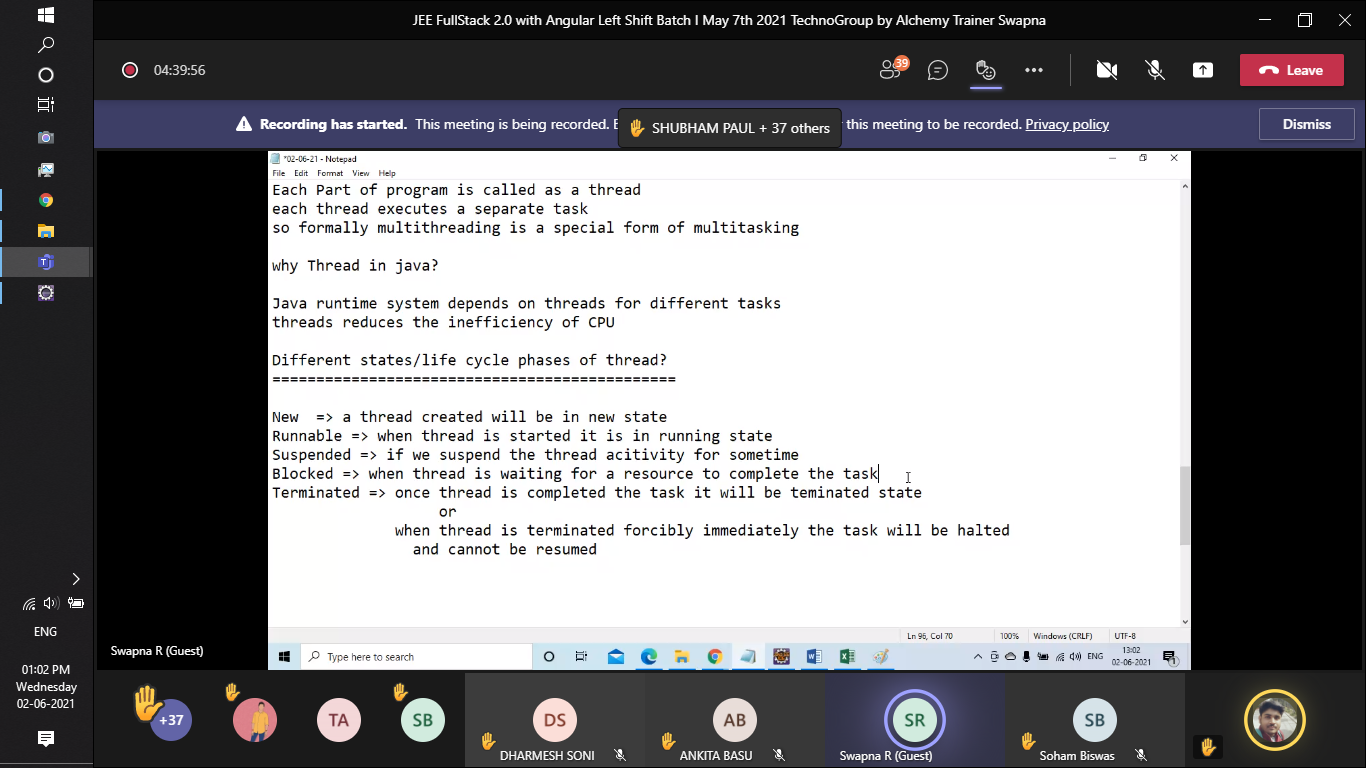 JEE FullStack 2.0 with Angular Left Shift Batch I May 7th 2021 TechnoGroup by Alchemy Trainer Swapna
04:39:56
39
Leave
Recording has started. This meeting is being recorded. this meeting to be recorded. Privacy policy
SHUBHAM PAUL + 37 others
Dismiss
*02-06-21 - Notepad
File Edit Format View Help
Each Part of program is called as a thread
each thread executes a separate task
so formally multithreading is a special form of multitasking
why Thread in java?
Java runtime system depends on threads for different tasks
threads reduces the inefficiency of CPU
Different states/life cycle phases of thread?
==============================================
New => a thread created will be in new state
Runnable => when thread is started it is in running state
Suspended => if we suspend the thread acitivity for sometime
Blocked => when thread is waiting for a resource to complete the task
Terminated => once thread is completed the task it will be teminated state
or
when thread is terminated forcibly immediately the task will be halted
and cannot be resumed
Ln 96, Col 70 100% Windows (CRLF) UTF-8
Type here to search
ENG
13:02
02-06-2021
1
Swapna R (Guest)
ENG
01:02 PM
Wednesday
02-06-2021
+37
TA
SB
DS
DHARMESH SONI
AB
ANKITA BASU
SR
Swapna R (Guest)
SB
Soham Biswas